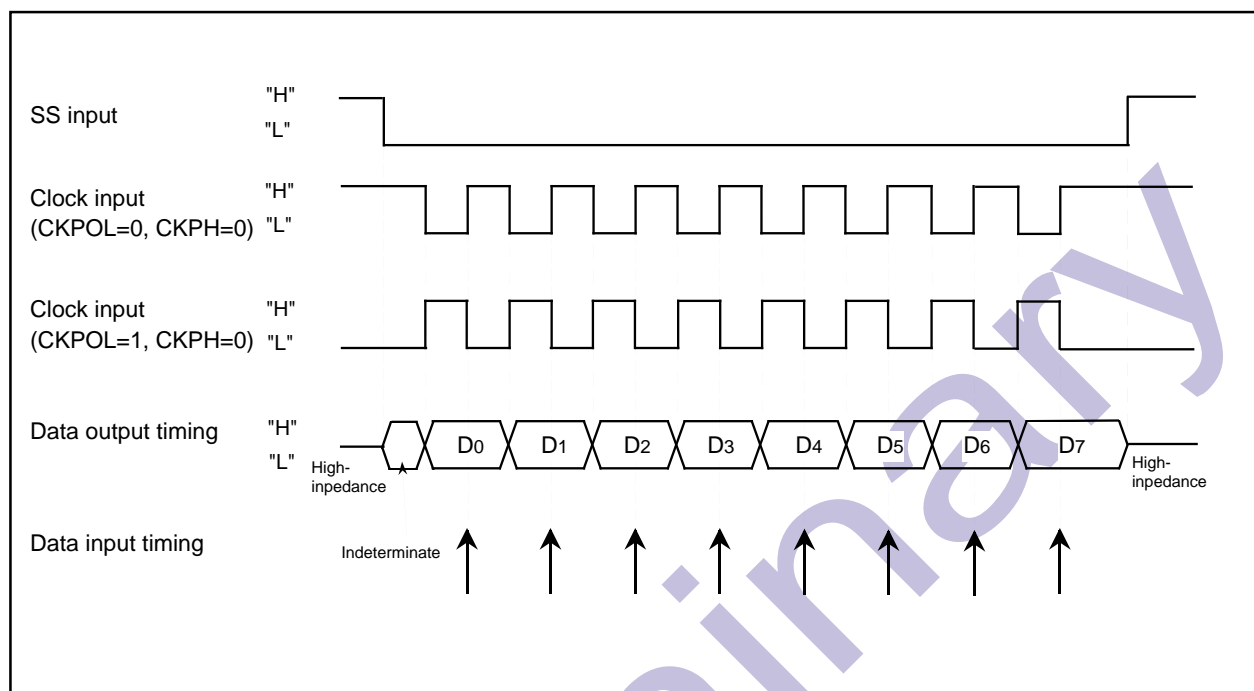 SS input
"H"
"L"
Clock input
(CKPOL=0, CKPH=0)
"H"
"L"
Clock input
(CKPOL=1, CKPH=0)
"H"
"L"
Data output timing
"H"
"L"
High-
inpedance
D0 D1 D2 D3 D4 D5 D6 D7
High-
inpedance
Data input timing
Indeterminate
inary